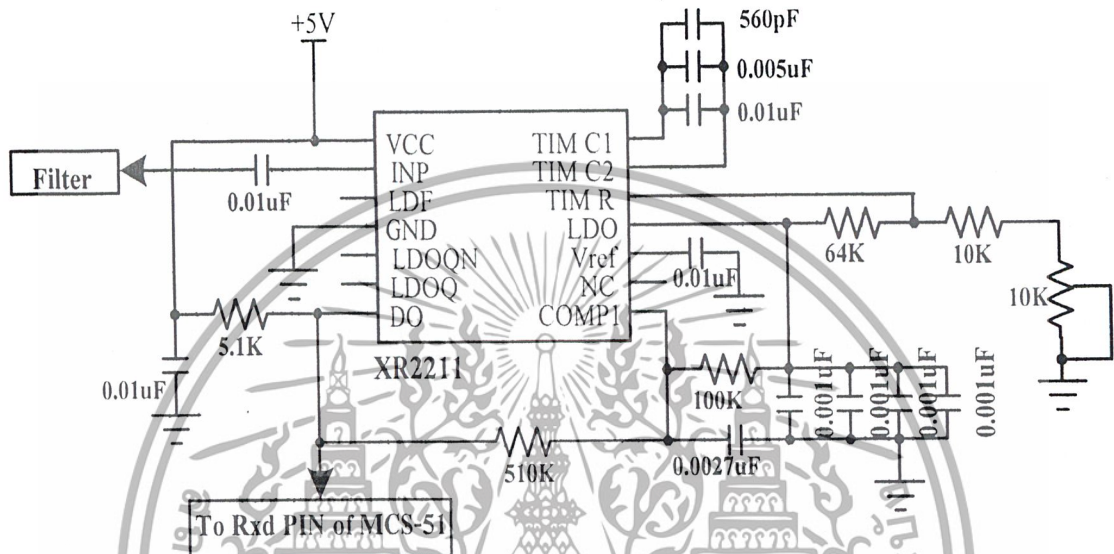 +5V
560pF
0.005uF
0.01uF
Filter
0.01uF
VCC
INP
LDF
GND
LDOQN
LDOQ
DO
TIM C1
TIM C2
TIM R
LDO
Vref
NC
COMP1
XR2211
0.01uF
64K
10K
10K
5.1K
0.01uF
100K
510K
0.0027uF
0.001uF
0.001uF
0.001uF
0.001uF
To Rxd PIN of MCS-51